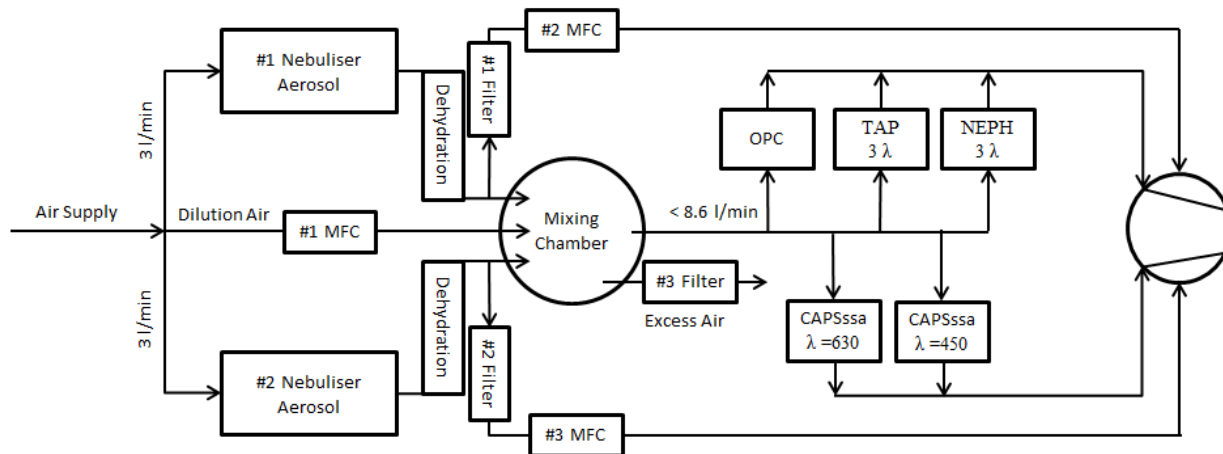 #2 MFC
#1 Nebuliser
Aerosol
#1 Filter
Dehydration
3 l/min
OPC
TAP
3 λ
NEPH
3 λ
Air Supply
Dilution Air
#1 MFC
Mixing
Chamber
< 8.6 l/min
#3 Filter
Excess Air
3 l/min
Dehydration
#2 Filter
#2 Nebuliser
Aerosol
CAPSssa
λ =630
CAPSssa
λ =450
#3 MFC